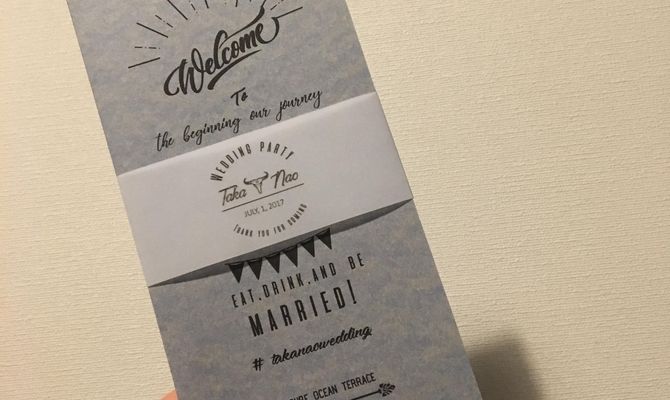 Welcome
To
the beginning our journey
WEDDING PARTY
Taka Nao
JULY, 1, 2017
THANK YOU FOR COMING
EAT, DRINK, AND BE
MARRIED!
# takanaowedding
OCEAN TERRACE